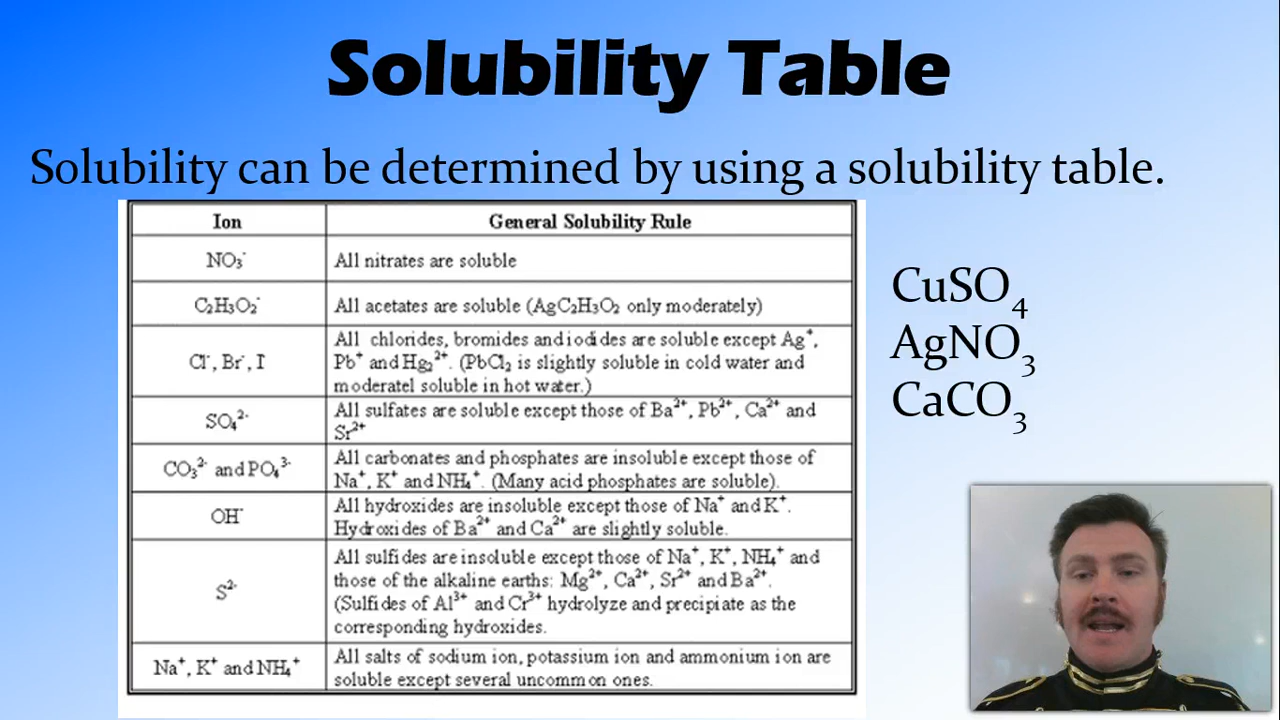 Solubility Table
Solubility can be determined by using a solubility table.
Ion General Solubility Rule
NO₃⁻ All nitrates are soluble
C₂H₃O₂⁻ All acetates are soluble (AgC₂H₃O₂ only moderately)
Cl⁻, Br⁻, I⁻ All chlorides, bromides and iodides are soluble except Ag⁺,
Pb⁺ and Hg₂²⁺. (PbCl₂ is slightly soluble in cold water and
moderatel soluble in hot water.)
SO₄²⁻ All sulfates are soluble except those of Ba²⁺, Pb²⁺, Ca²⁺ and
Sr²⁺
CO₃²⁻ and PO₄³⁻ All carbonates and phosphates are insoluble except those of
Na⁺, K⁺ and NH₄⁺. (Many acid phosphates are soluble).
OH⁻ All hydroxides are insoluble except those of Na⁺ and K⁺.
Hydroxides of Ba²⁺ and Ca²⁺ are slightly soluble.
S²⁻ All sulfides are insoluble except those of Na⁺, K⁺, NH₄⁺ and
those of the alkaline earths: Mg²⁺, Ca²⁺, Sr²⁺ and Ba²⁺.
(Sulfides of Al³⁺ and Cr³⁺ hydrolyze and precipiate as the
corresponding hydroxides.
Na⁺, K⁺ and NH₄⁺ All salts of sodium ion, potassium ion and ammonium ion are
soluble except several uncommon ones.
CuSO₄
AgNO₃
CaCO₃